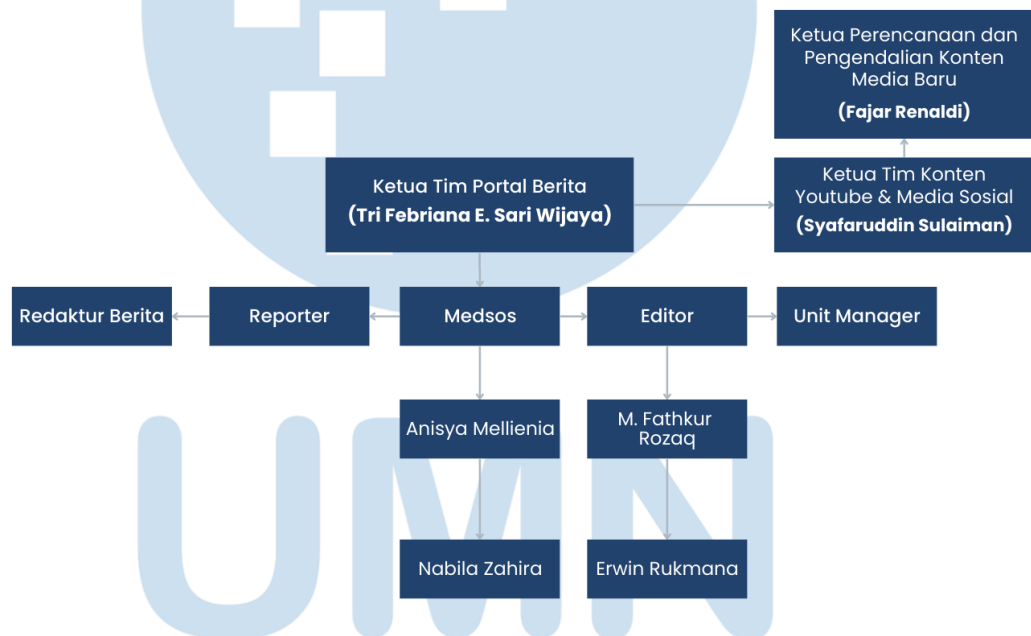 Ketua Perencanaan dan
Pengendalian Konten
Media Baru
(Fajar Renaldi)
Ketua Tim Portal Berita
(Tri Febriana E. Sari Wijaya)
Ketua Tim Konten
Youtube & Media Sosial
(Syafaruddin Sulaiman)
Redaktur Berita
Reporter
Medsos
Editor
Unit Manager
Anisya Mellienia
M. Fathkur
Rozaq
Nabila Zahira
Erwin Rukmana
UMN